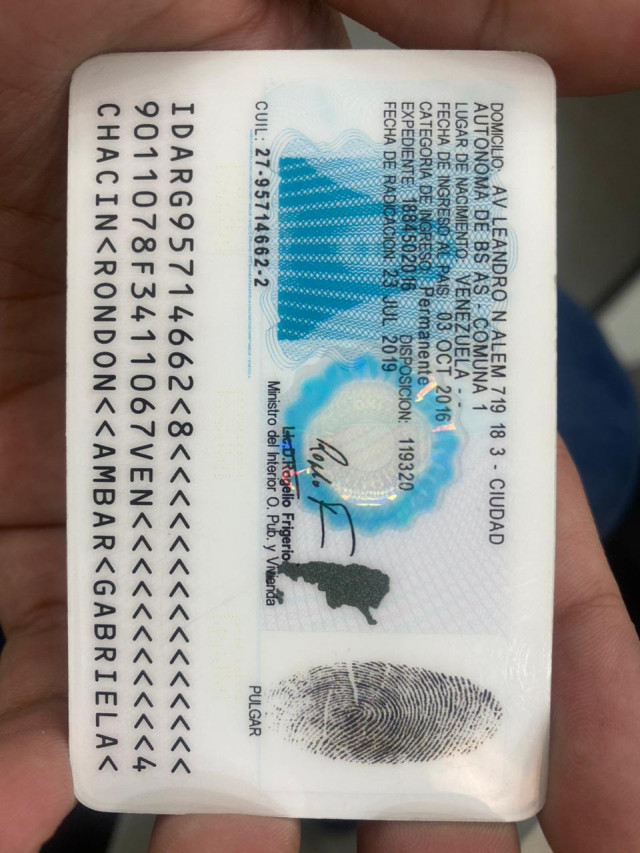 DOMICILIO: AV LEANDRO N ALEM 719 18 3 - CIUDAD
AUTONOMA DE BS AS - COMUNA 1
LUGAR DE NACIMIENTO: VENEZUELA - -
FECHA DE INGRESO AL PAIS: 03 OCT 2016
CATEGORIA DE INGRESO: Permanente
EXPEDIENTE: 1884502016 DISPOSICION: 119320
FECHA DE RADICACION: 23 JUL 2019
Lic.D.Rogelio Frigerio
Ministro del Interior O. Pub. y Vivienda
CUIL: 27-95714662-2
PULGAR
IDARG95714662<8<<<<<<<<<<<<<<<
9011078F3411067VEN<<<<<<<<<<<4
CHACIN<RONDON<<AMBAR<GABRIELA<